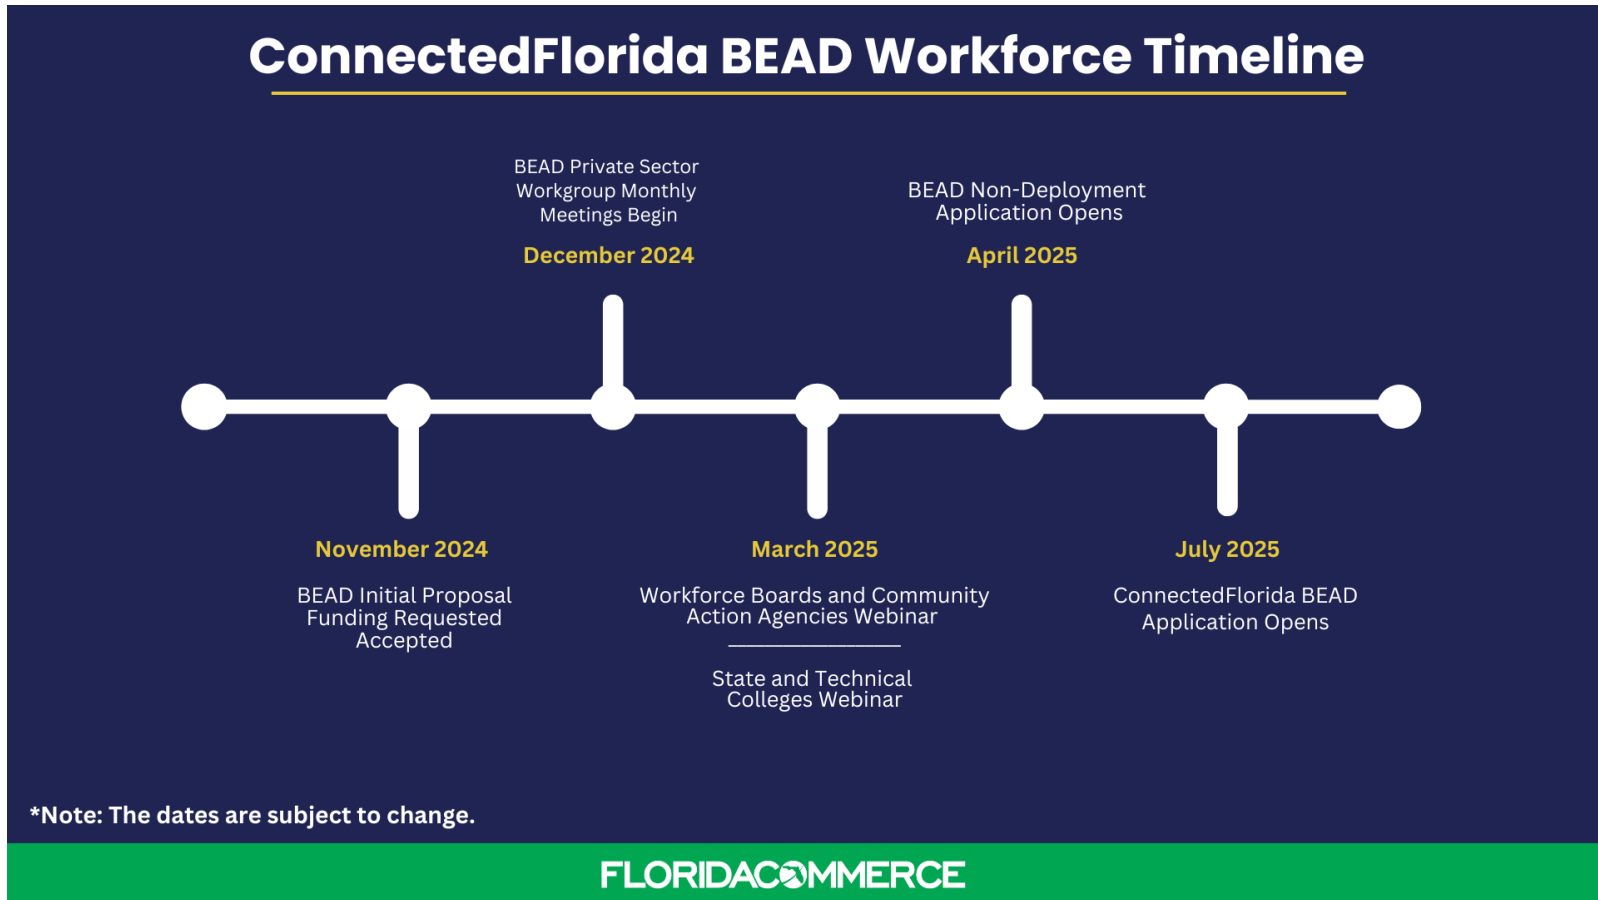 ConnectedFlorida BEAD Workforce Timeline
BEAD Private Sector
Workgroup Monthly
Meetings Begin
December 2024
BEAD Non-Deployment
Application Opens
April 2025
November 2024
BEAD Initial Proposal
Funding Requested
Accepted
March 2025
Workforce Boards and Community
Action Agencies Webinar
State and Technical
Colleges Webinar
July 2025
ConnectedFlorida BEAD
Application Opens
*Note: The dates are subject to change.
FLORIDACOMMERCE